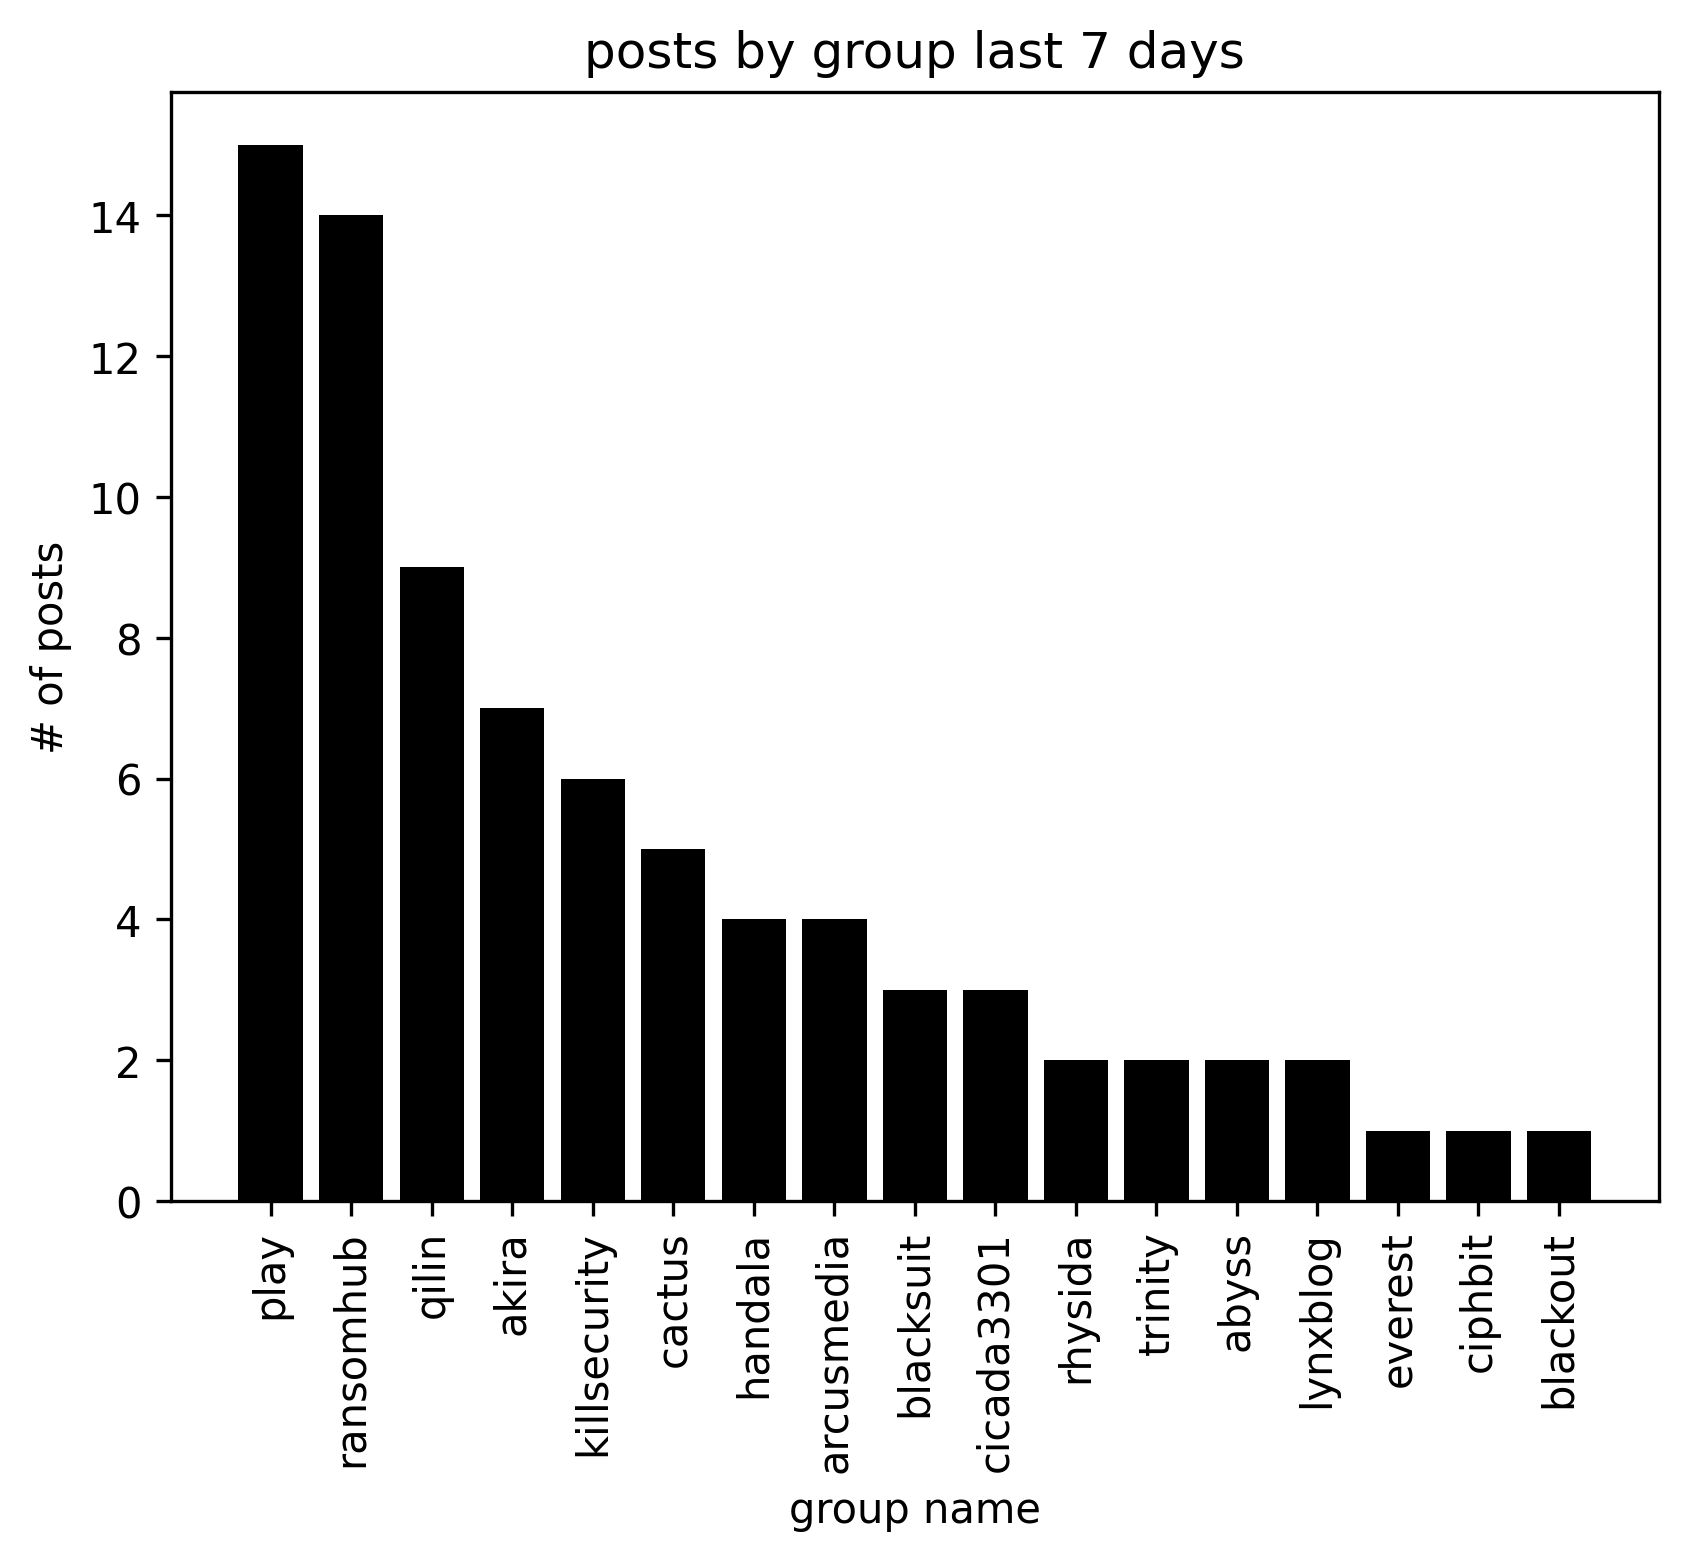 posts by group last 7 days
# of posts
14
12
10
8
6
4
2
0
play
ransomhub
qilin
akira
killsecurity
cactus
handala
arcusmedia
blacksuit
cicada3301
rhysida
trinity
abyss
lynxblog
everest
ciphbit
blackout
group name